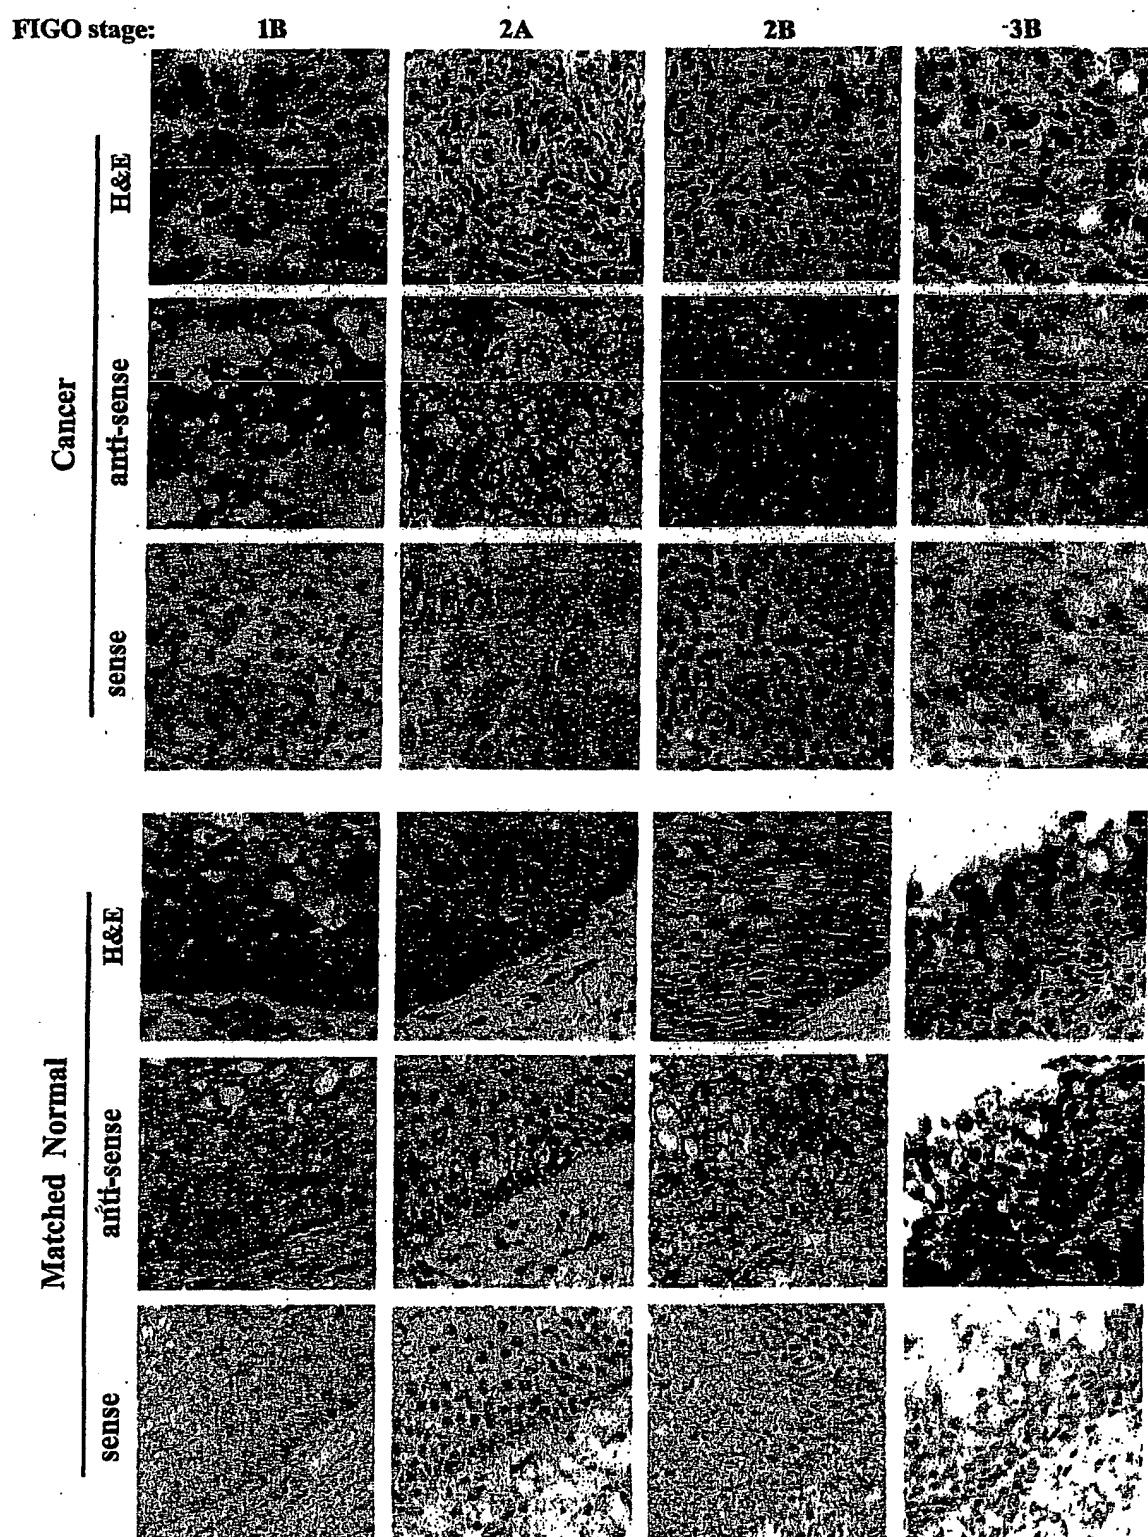 FIGO stage: 1B 2A 2B 3B
Cancer
H&E
anti-sense
sense
Matched Normal
H&E
anti-sense
sense